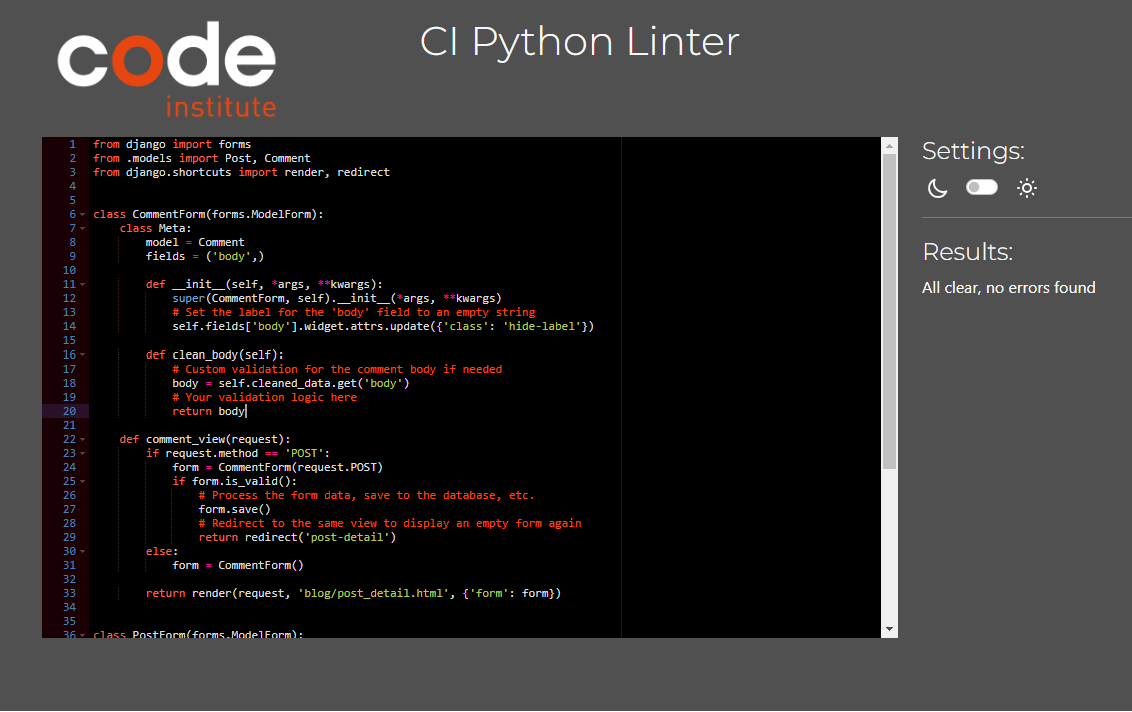 code
institute
CI Python Linter
1 from django import forms
2 from .models import Post, Comment
3 from django.shortcuts import render, redirect
4
5
6 class CommentForm(forms.ModelForm):
7     class Meta:
8         model = Comment
9         fields = ('body',)
10
11         def __init__(self, *args, **kwargs):
12             super(CommentForm, self).__init__(*args, **kwargs)
13             # Set the label for the 'body' field to an empty string
14             self.fields['body'].widget.attrs.update({'class': 'hide-label'})
15
16         def clean_body(self):
17             # Custom validation for the comment body if needed
18             body = self.cleaned_data.get('body')
19             # Your validation logic here
20             return body
21
22     def comment_view(request):
23         if request.method == 'POST':
24             form = CommentForm(request.POST)
25             if form.is_valid():
26                 # Process the form data, save to the database, etc.
27                 form.save()
28                 # Redirect to the same view to display an empty form again
29                 return redirect('post-detail')
30         else:
31             form = CommentForm()
32
33         return render(request, 'blog/post_detail.html', {'form': form})
34
35
36 class PostForm(forms.ModelForm):
Settings:
Results:
All clear, no errors found